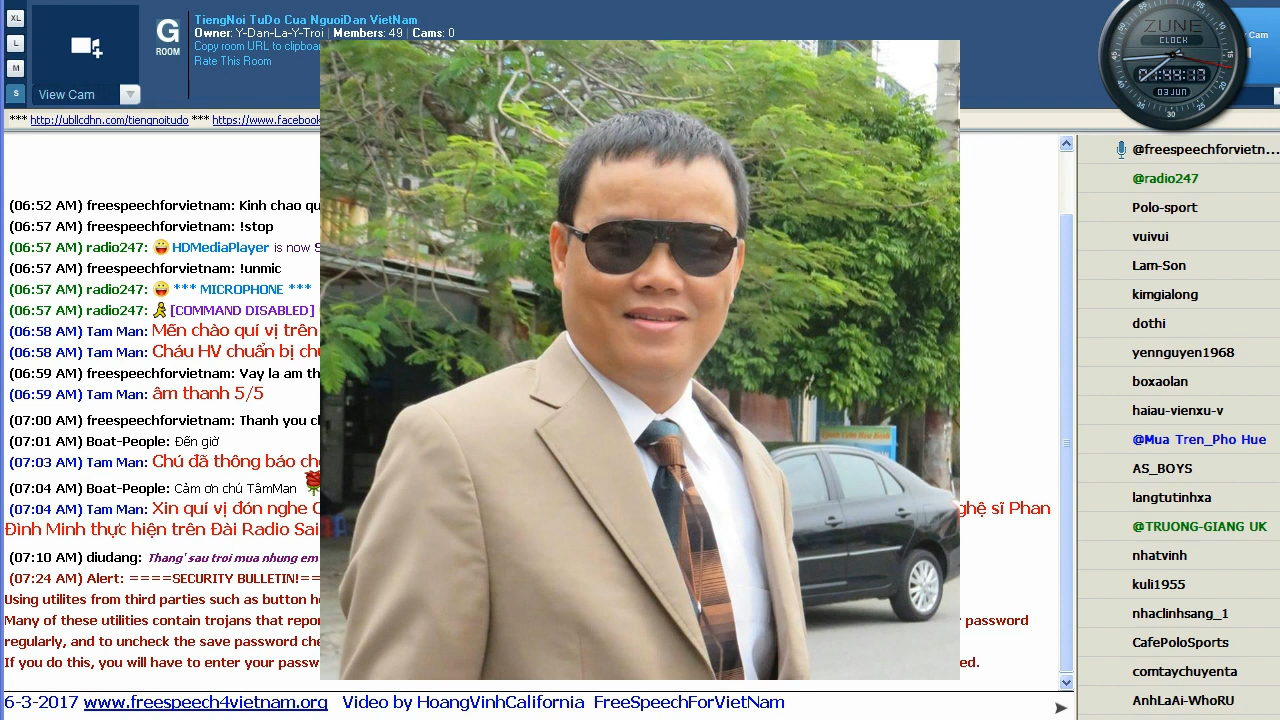 XL
L
M
S
View Cam
G
ROOM
TiengNoi TuDo Cua NguoiDan VietNam
Owner: Y-Dan-La-Y-Troi | Members: 49 | Cams: 0
Copy room URL to clipboa
Rate This Room
ZUNE
CLOCK
03 JUN
Cam
*** http://ubllcdhn.com/tiengnoitudo *** https://www.facebook
(06:52 AM) freespeechforvietnam: Kinh chao qu
(06:57 AM) freespeechforvietnam: !stop
(06:57 AM) radio247: HDMediaPlayer is now S
(06:57 AM) freespeechforvietnam: !unmic
(06:57 AM) radio247: *** MICROPHONE ***
(06:57 AM) radio247: [COMMAND DISABLED]
(06:58 AM) Tam Man: Mến chào quí vị trên
(06:58 AM) Tam Man: Cháu HV chuẩn bị chu
(06:59 AM) freespeechforvietnam: Vay la am th
(06:59 AM) Tam Man: âm thanh 5/5
(07:00 AM) freespeechforvietnam: Thank you ch
(07:01 AM) Boat-People: Đến giờ
(07:03 AM) Tam Man: Chú đã thông báo cho
(07:04 AM) Boat-People: Cảm ơn chú TâmMan
(07:04 AM) Tam Man: Xin quí vị đón nghe C ghệ sĩ Phan
Đình Minh thực hiện trên Đài Radio Sai
(07:10 AM) diudang: Thang' sau troi mua nhung em
(07:24 AM) Alert: ====SECURITY BULLETIN!==
Using utilites from third parties such as button h
Many of these utilities contain trojans that repor r password
regularly, and to uncheck the save password che
If you do this, you will have to enter your passw ed.
@freespeechforvietn...
@radio247
Polo-sport
vuivui
Lam-Son
kimgialong
dothi
yennguyen1968
boxaolan
haiau-vienxu-v
@Mua Tren_Pho Hue
AS_BOYS
langtutinhxa
@TRUONG-GIANG UK
nhatvinh
kuli1955
nhaclinhsang_1
CafePoloSports
comtaychuyenta
AnhLaAi-WhoRU
6-3-2017 www.freespeech4vietnam.org Video by HoangVinhCalifornia FreeSpeechForVietNam